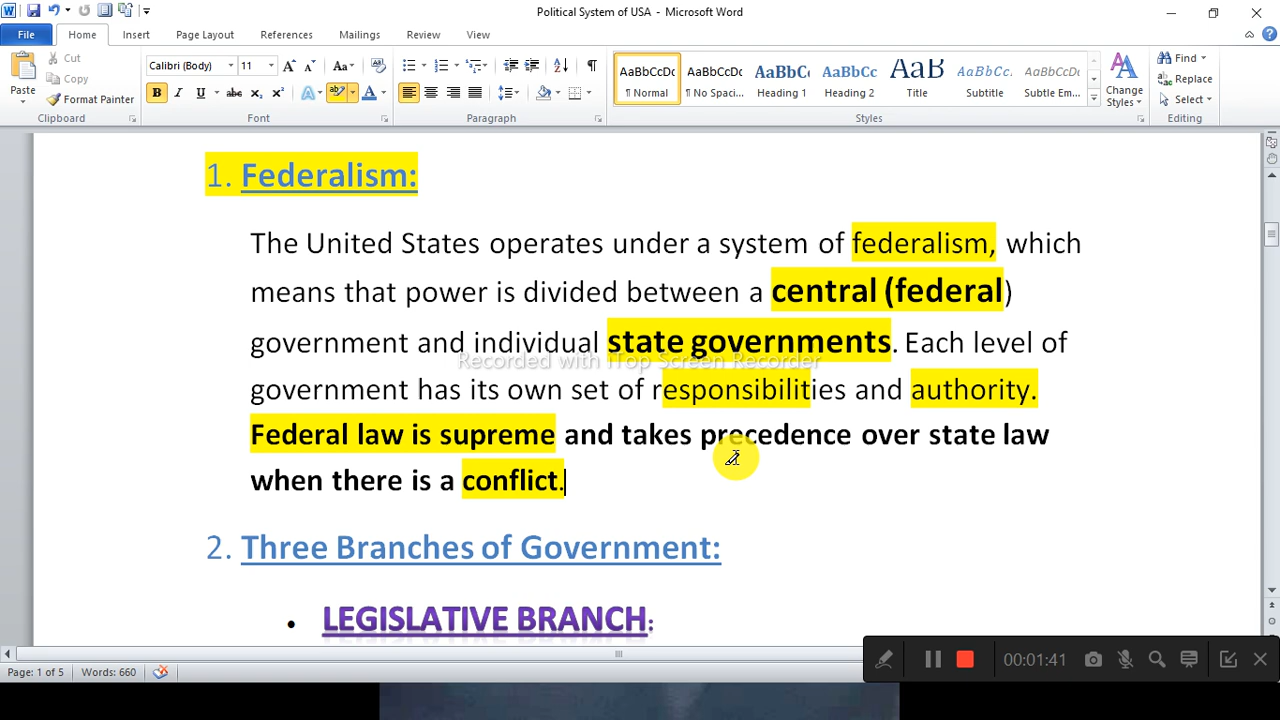 Political System of USA - Microsoft Word
File Home Insert Page Layout References Mailings Review View
Paste
Cut
Copy
Format Painter
Clipboard
Calibri (Body) 11
Font
Paragraph
AaBbCcDc AaBbCcDc AaBbCc AaBbCc AaB AaBbCc. AaBbCcDc
¶ Normal ¶ No Spaci... Heading 1 Heading 2 Title Subtitle Subtle Em...
Change Styles
Styles
Find
Replace
Select
Editing
1. Federalism:
The United States operates under a system of federalism, which
means that power is divided between a central (federal)
government and individual state governments. Each level of
Recorded with iTop Screen Recorder
government has its own set of responsibilities and authority.
Federal law is supreme and takes precedence over state law
when there is a conflict.
2. Three Branches of Government:
• LEGISLATIVE BRANCH:
Page: 1 of 5 Words: 660
00:01:41